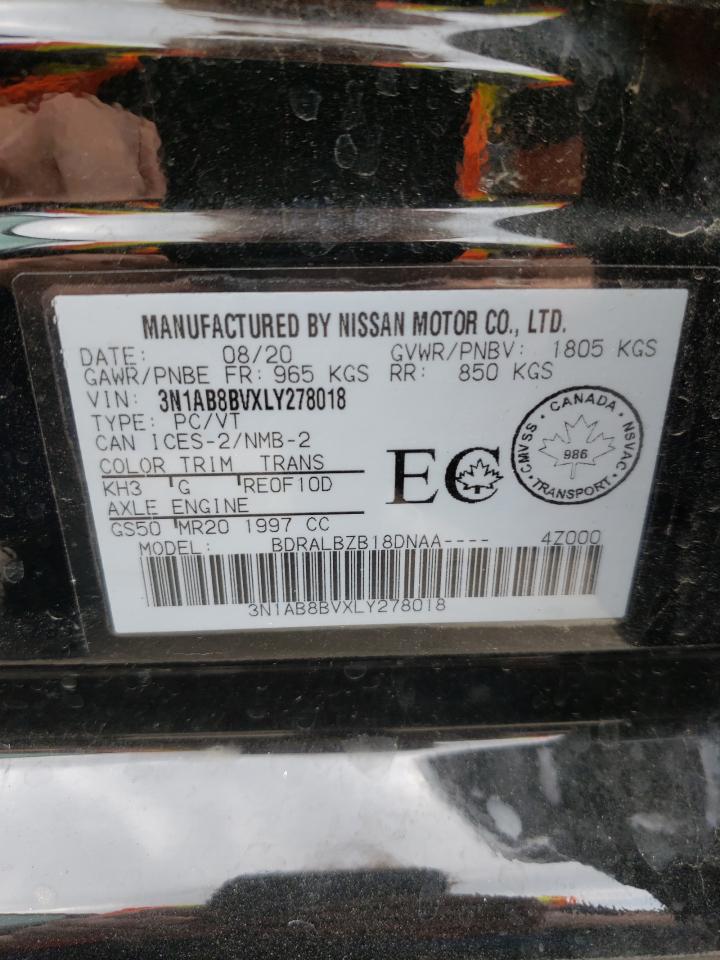 MANUFACTURED BY NISSAN MOTOR CO., LTD.
DATE: 08/20 GVWR/PNBV: 1805 KGS
GAWR/PNBE FR: 965 KGS RR: 850 KGS
VIN: 3N1AB8BVXLY278018
TYPE: PC/VT
CAN ICES-2/NMB-2
COLOR TRIM TRANS
KH3 G RE0F10D
AXLE ENGINE
GS50 MR20 1997 CC
EC
CANADA
CMVSS NSVAC
986
TRANSPORT
MODEL: BDRALBZB18DNAA---- 4Z000
3N1AB8BVXLY278018